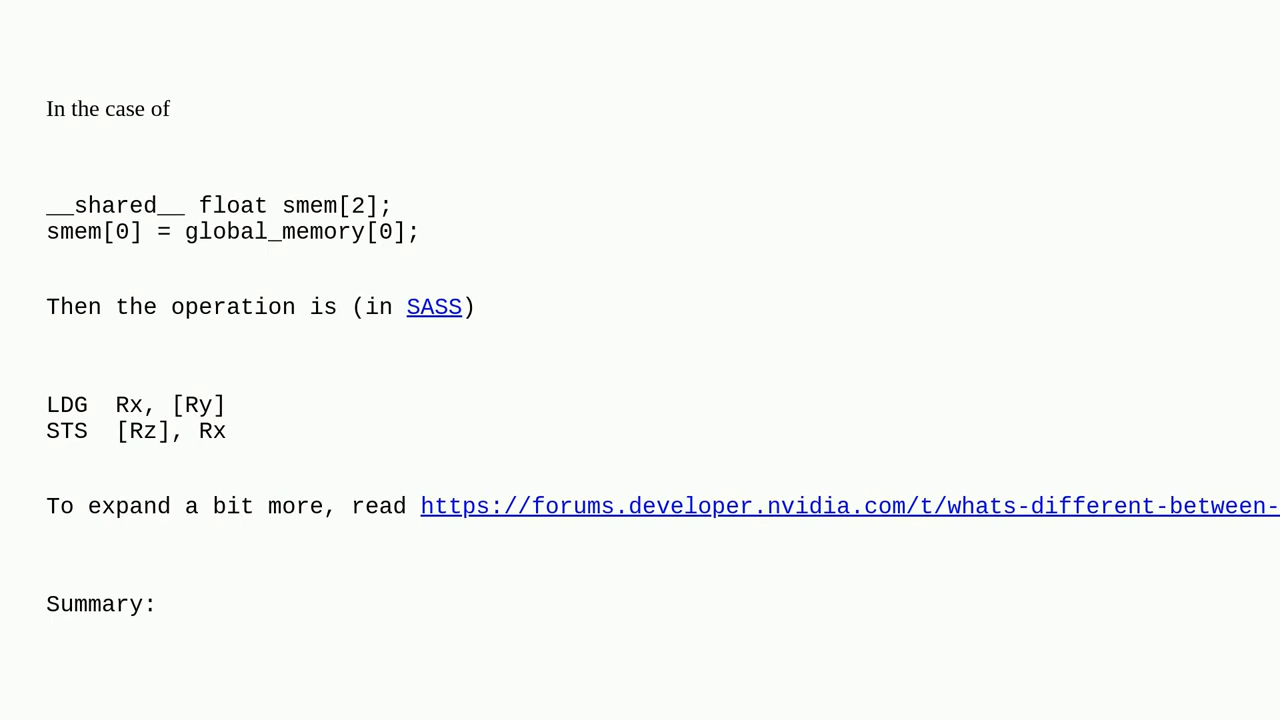 In the case of
__shared__ float smem[2];
smem[0] = global_memory[0];
Then the operation is (in SASS)
LDG  Rx, [Ry]
STS  [Rz], Rx
To expand a bit more, read https://forums.developer.nvidia.com/t/whats-different-between-
Summary: